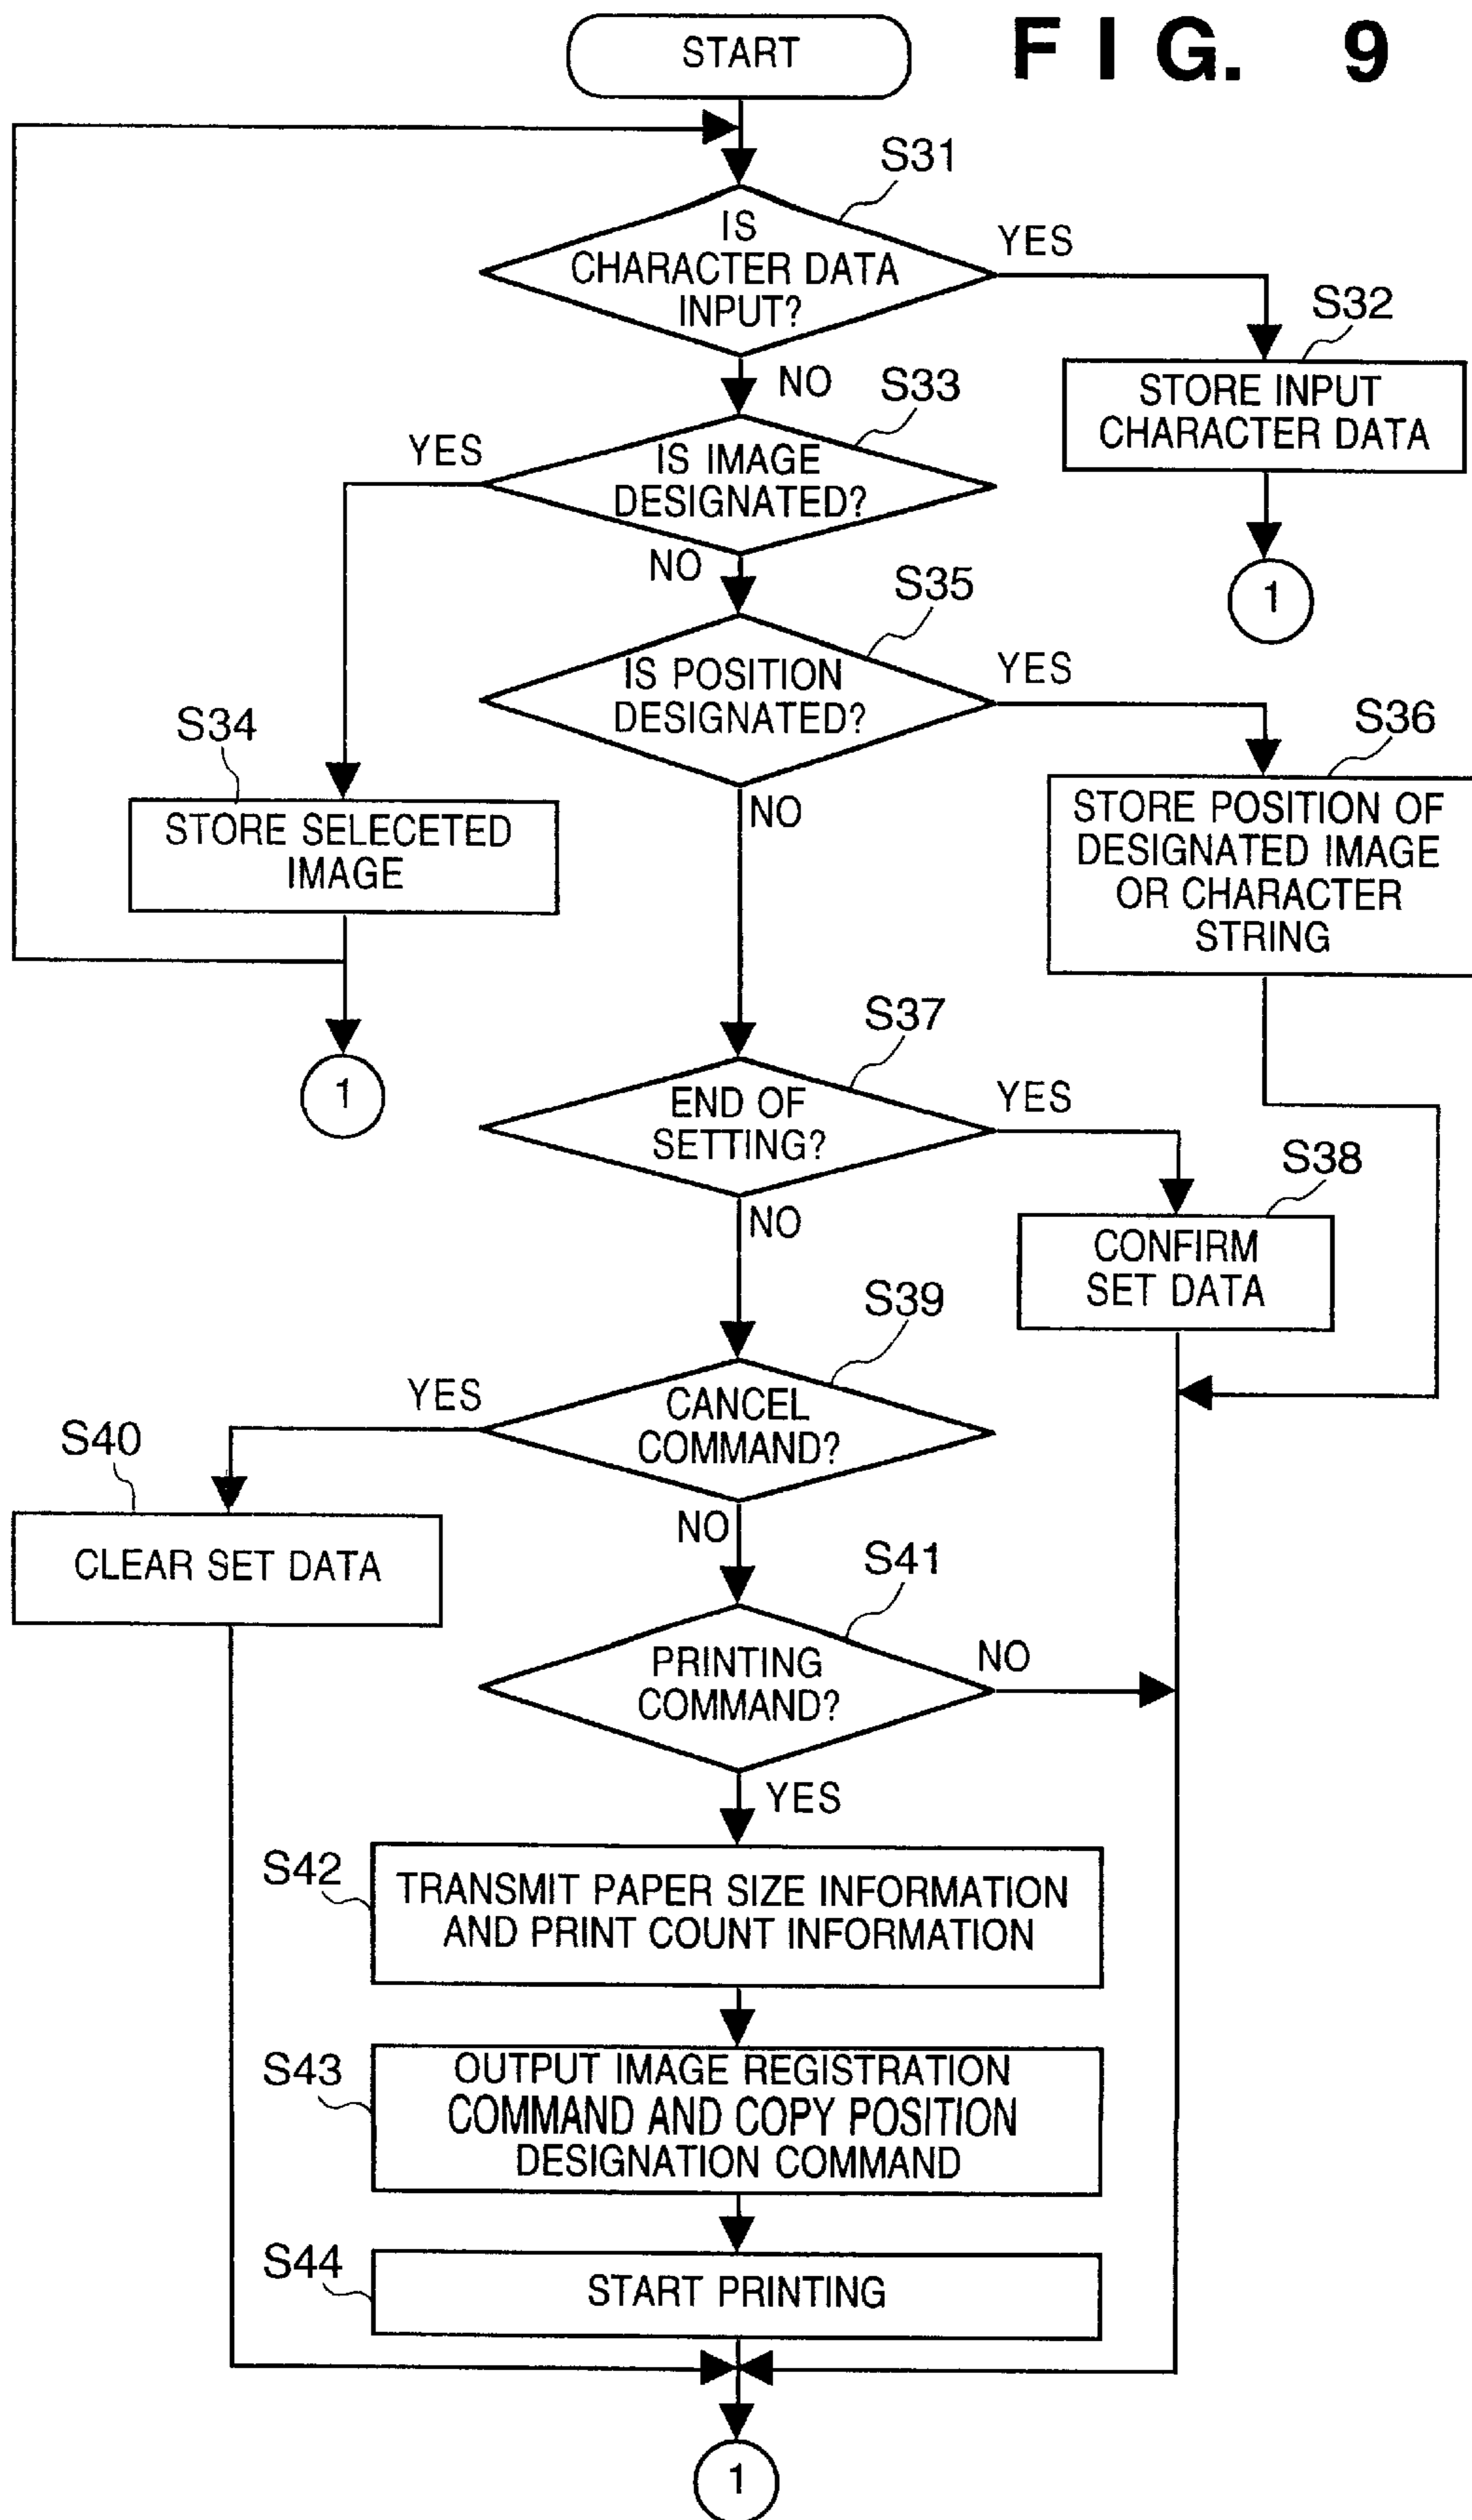 START
FIG. 9
S31
IS
CHARACTER DATA
INPUT?
YES
S32
STORE INPUT
CHARACTER DATA
1
NO
S33
YES
IS IMAGE
DESIGNATED?
NO
S35
IS POSITION
DESIGNATED?
YES
S34
STORE SELECETED
IMAGE
1
S36
STORE POSITION OF
DESIGNATED IMAGE
OR CHARACTER
STRING
NO
S37
END OF
SETTING?
YES
S38
CONFIRM
SET DATA
NO
S39
YES
CANCEL
COMMAND?
S40
CLEAR SET DATA
NO
S41
PRINTING
COMMAND?
NO
YES
S42
TRANSMIT PAPER SIZE INFORMATION
AND PRINT COUNT INFORMATION
S43
OUTPUT IMAGE REGISTRATION
COMMAND AND COPY POSITION
DESIGNATION COMMAND
S44
START PRINTING
1